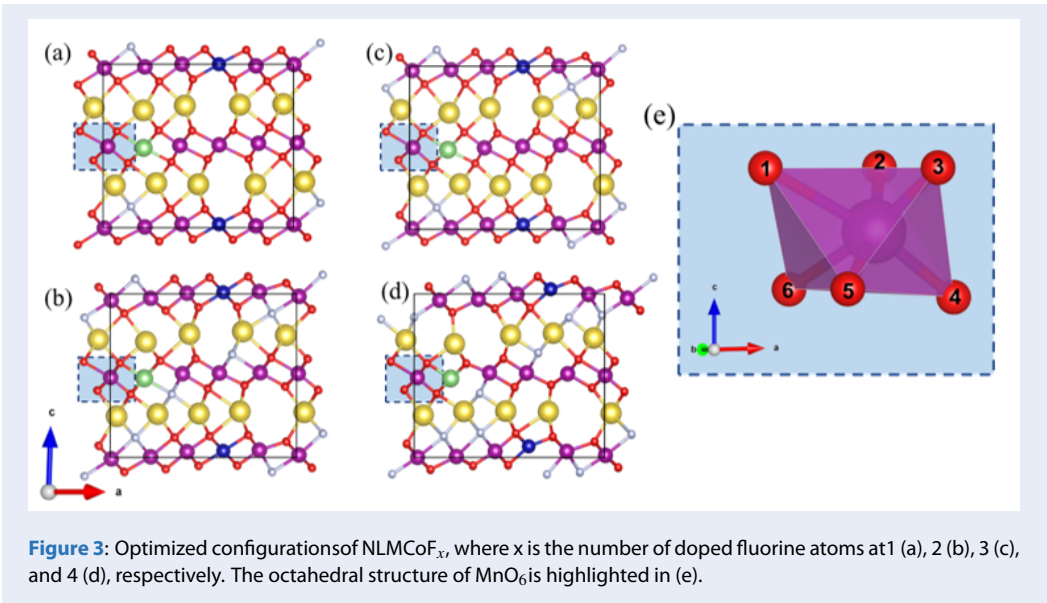 (a)
(c)
(e)
1 2 3
6 5 4
c
b a
(b)
(d)
c
a
Figure 3: Optimized configurationsof NLMCoFx, where x is the number of doped fluorine atoms at1 (a), 2 (b), 3 (c),
and 4 (d), respectively. The octahedral structure of MnO6is highlighted in (e).